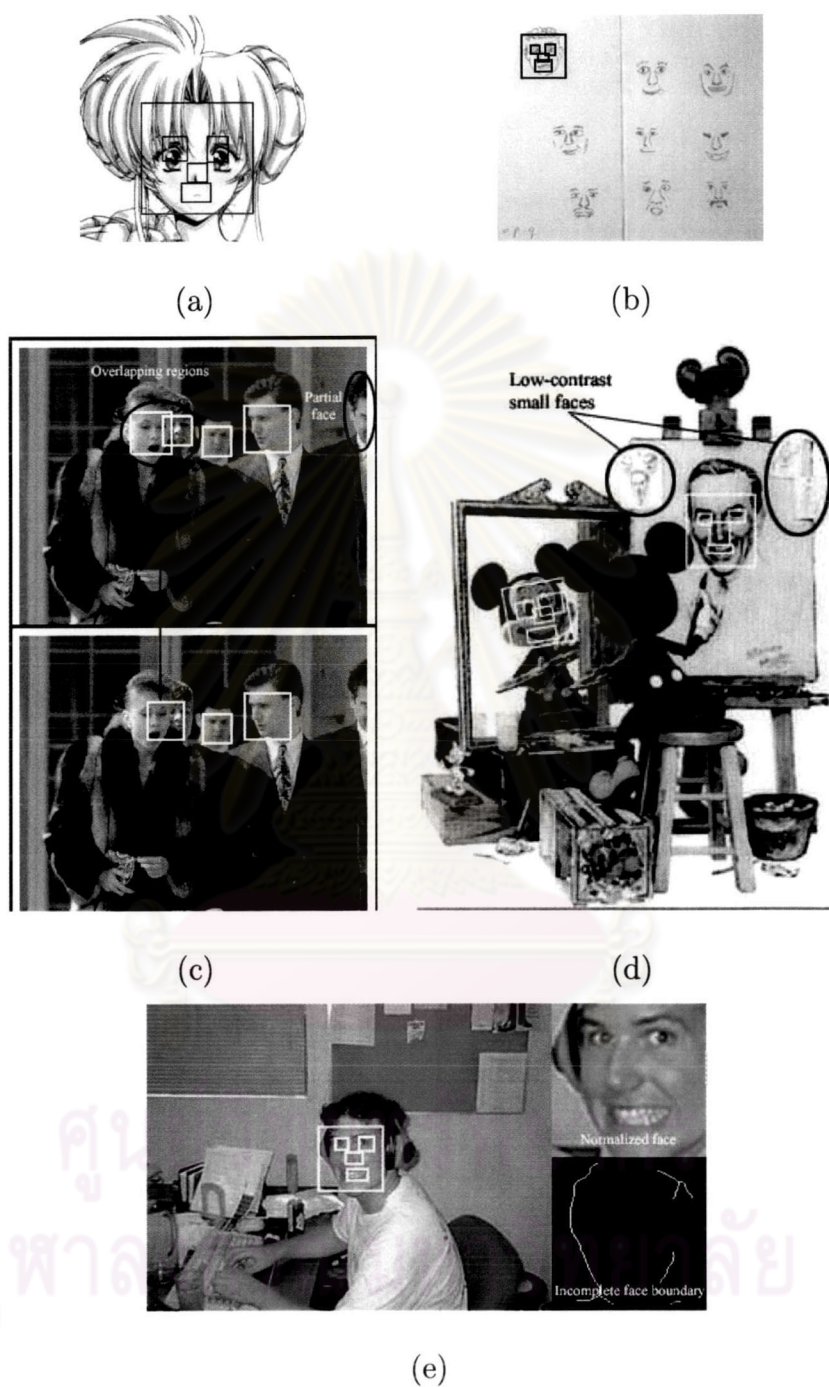 (a)
(b)
Overlapping regions
Partial
face
Low-contrast
small faces
(c)
(d)
Normalized face
Incomplete face boundary
(e)